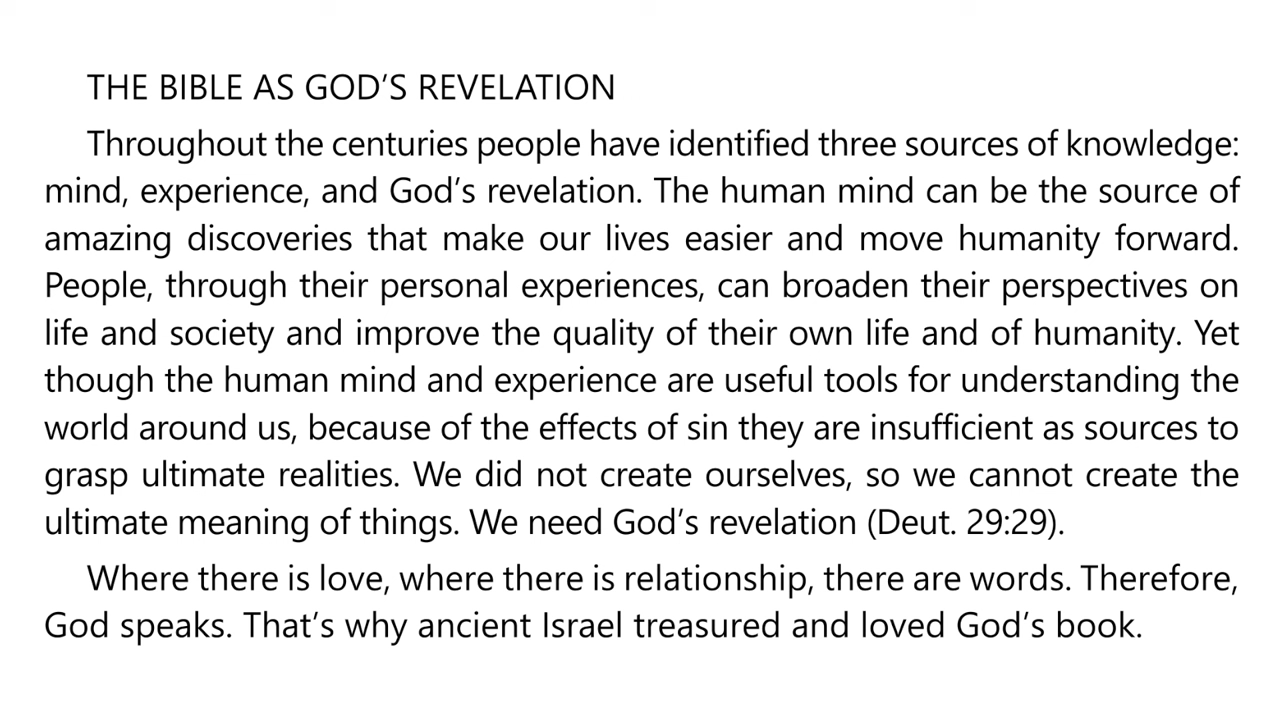 THE BIBLE AS GOD’S REVELATION
Throughout the centuries people have identified three sources of knowledge:
mind, experience, and God’s revelation. The human mind can be the source of
amazing discoveries that make our lives easier and move humanity forward.
People, through their personal experiences, can broaden their perspectives on
life and society and improve the quality of their own life and of humanity. Yet
though the human mind and experience are useful tools for understanding the
world around us, because of the effects of sin they are insufficient as sources to
grasp ultimate realities. We did not create ourselves, so we cannot create the
ultimate meaning of things. We need God’s revelation (Deut. 29:29).
Where there is love, where there is relationship, there are words. Therefore,
God speaks. That’s why ancient Israel treasured and loved God’s book.